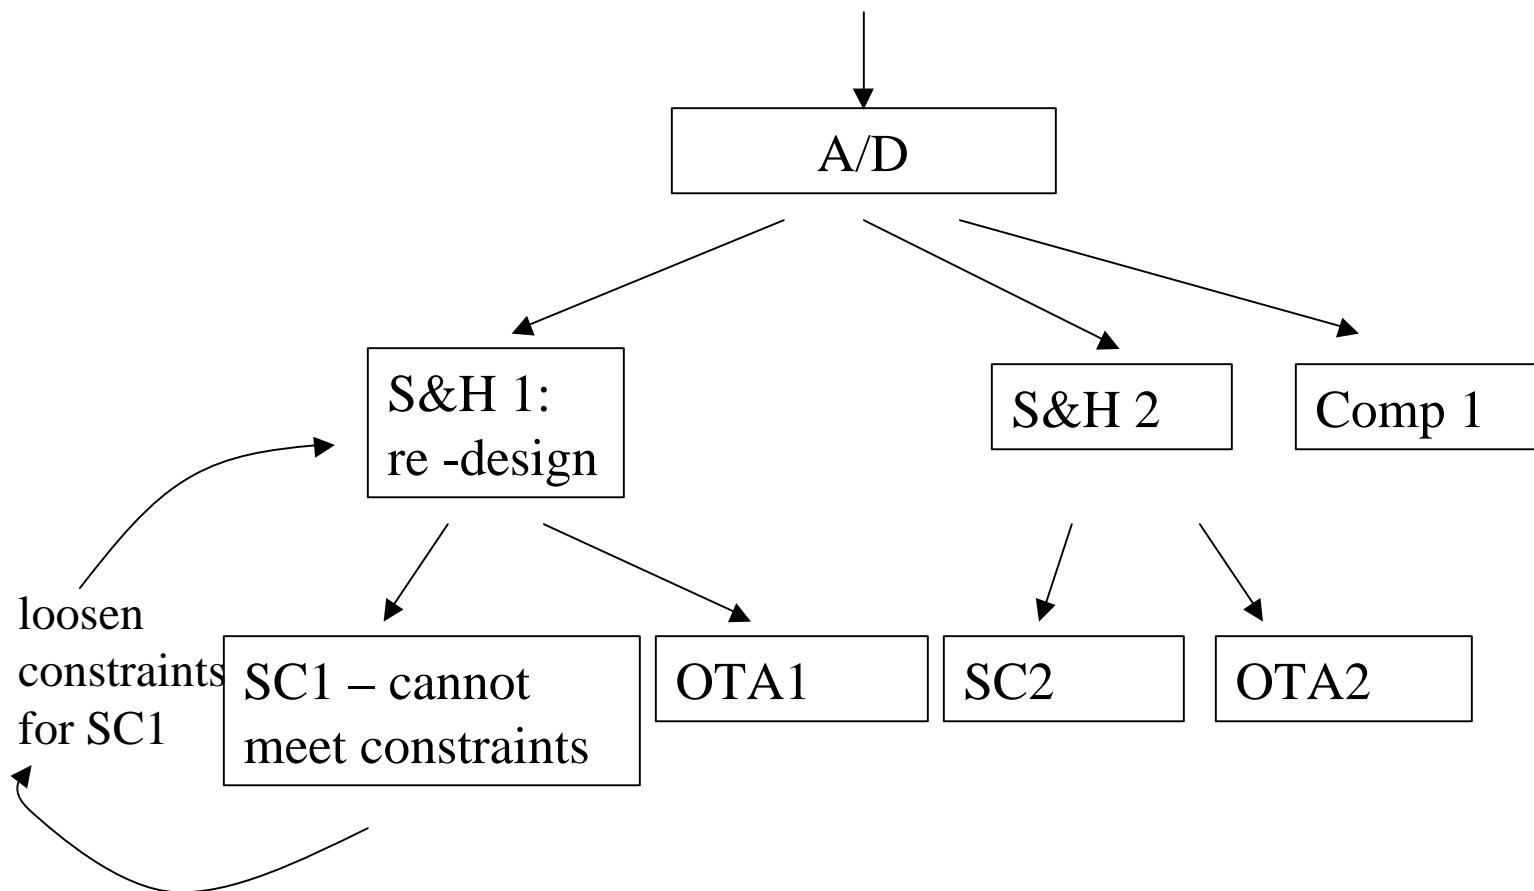 A/D
S&H 1:
re -design
S&H 2
Comp 1
loosen
constraints
for SC1
SC1 – cannot
meet constraints
OTA1
SC2
OTA2